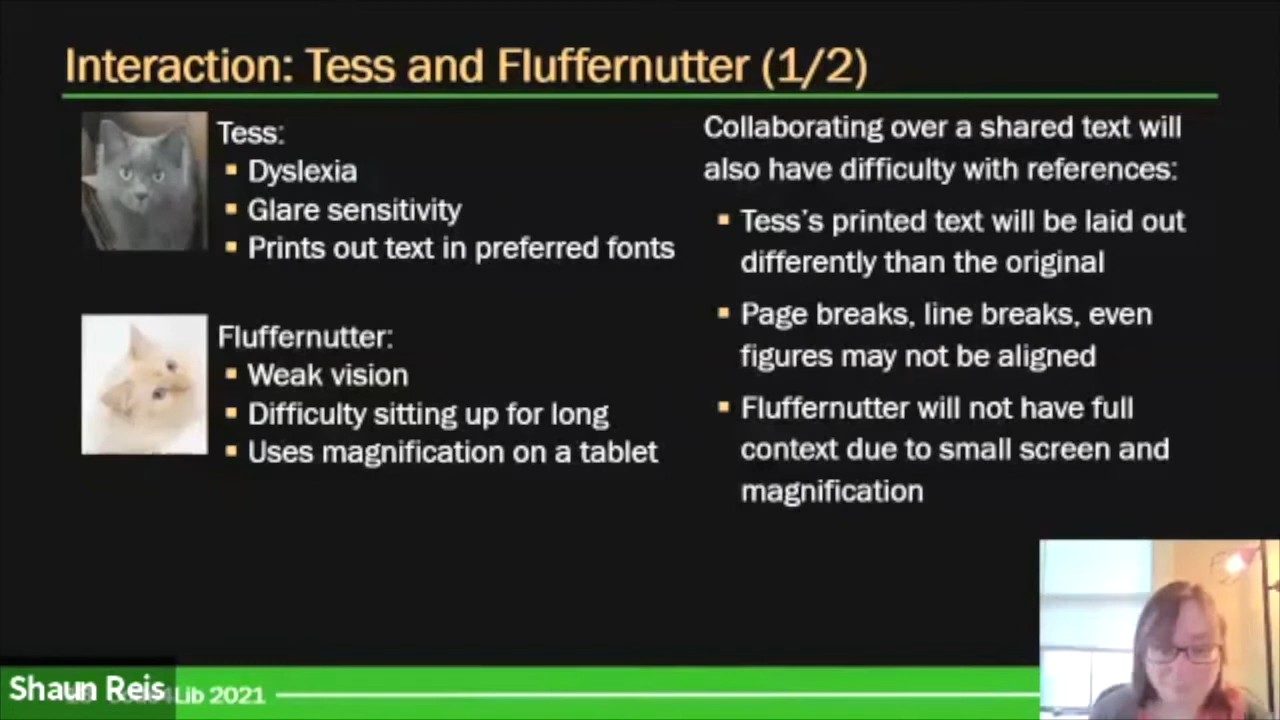 Interaction: Tess and Fluffernutter (1/2)
Tess:
▪ Dyslexia
▪ Glare sensitivity
▪ Prints out text in preferred fonts
Fluffernutter:
▪ Weak vision
▪ Difficulty sitting up for long
▪ Uses magnification on a tablet
Collaborating over a shared text will
also have difficulty with references:
▪ Tess's printed text will be laid out
differently than the original
▪ Page breaks, line breaks, even
figures may not be aligned
▪ Fluffernutter will not have full
context due to small screen and
magnification
Shaun Reis
4Lib 2021